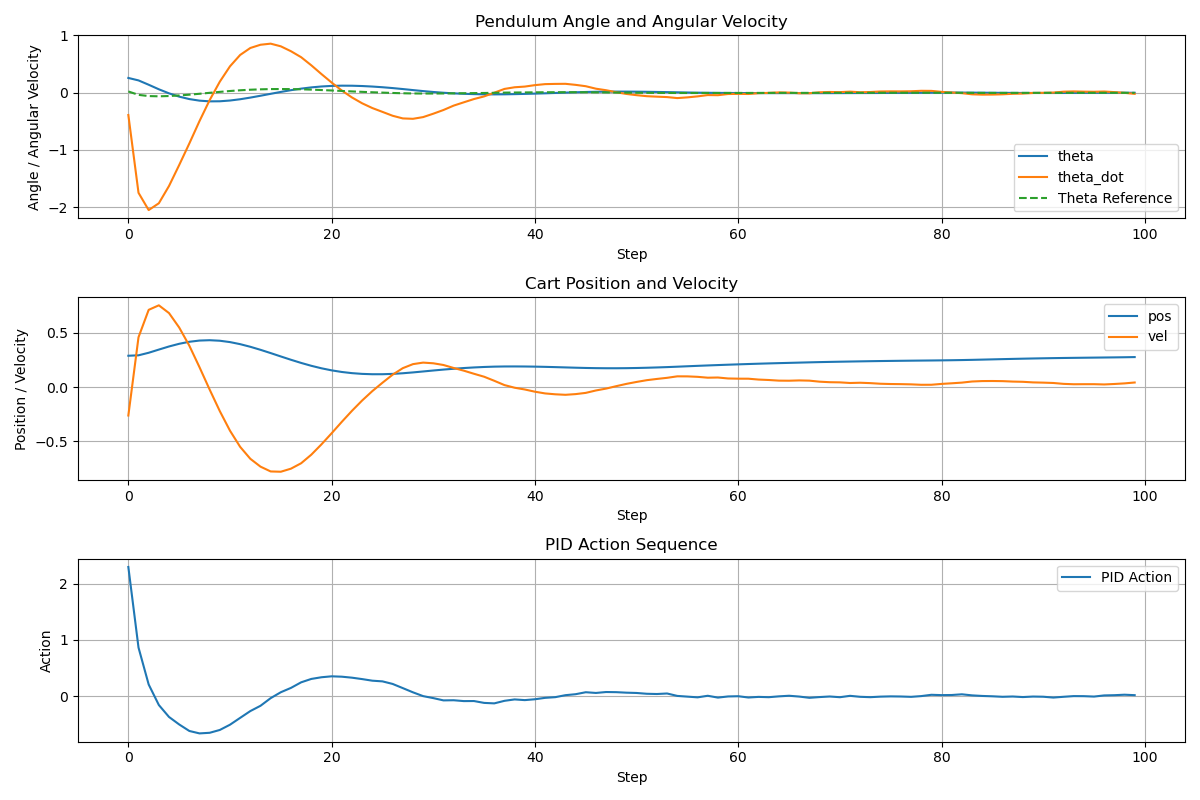 Pendulum Angle and Angular Velocity
Angle / Angular Velocity
1
0
−1
−2
theta
theta_dot
Theta Reference
0 20 40 60 80 100
Step
Cart Position and Velocity
Position / Velocity
0.5
0.0
−0.5
pos
vel
0 20 40 60 80 100
Step
PID Action Sequence
Action
2
1
0
PID Action
0 20 40 60 80 100
Step